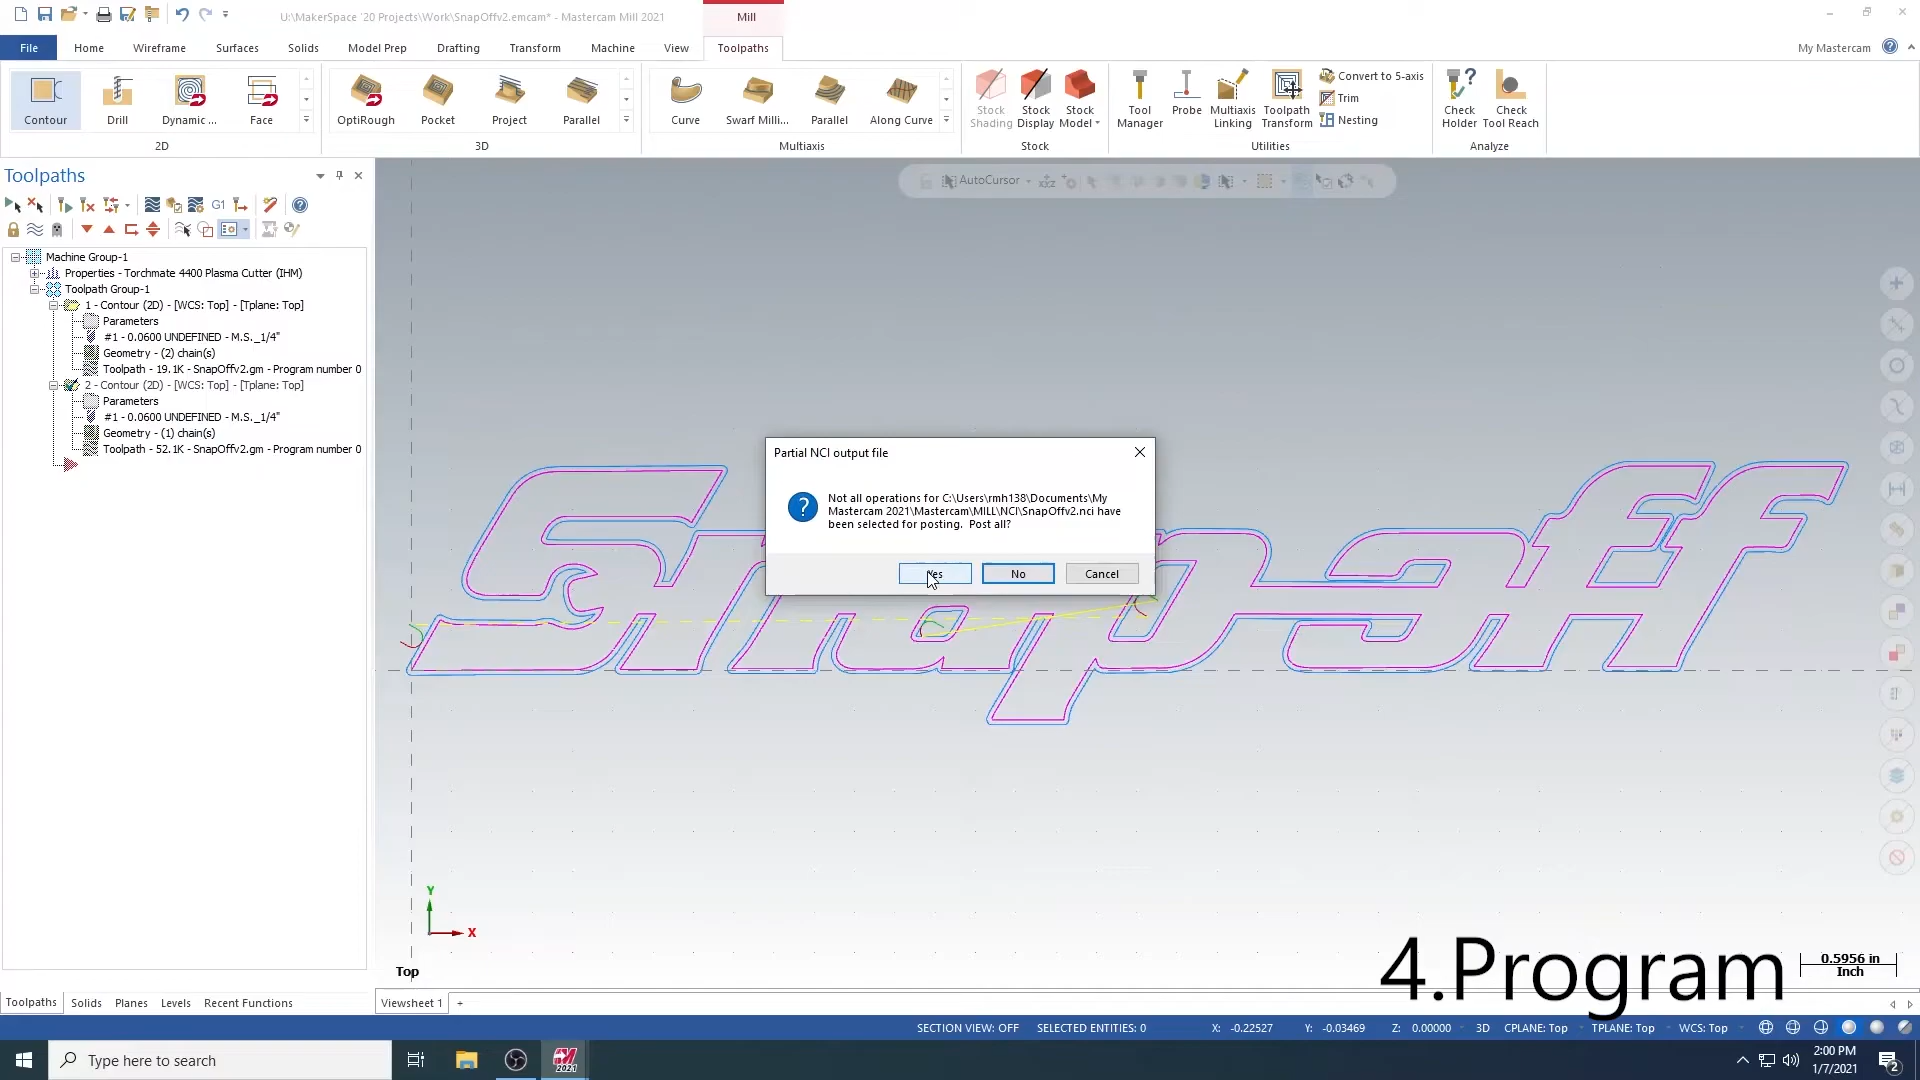 U:\MakerSpace '20 Projects\Work\SnapOffv2.emcam* - Mastercam Mill 2021
Mill
File
Home
Wireframe
Surfaces
Solids
Model Prep
Drafting
Transform
Machine
View
Toolpaths
My Mastercam
Contour
Drill
Dynamic ...
Face
2D
OptiRough
Pocket
Project
Parallel
3D
Curve
Swarf Milli...
Parallel
Along Curve
Multiaxis
Stock Shading
Stock Display
Stock Model
Stock
Tool Manager
Probe
Multiaxis Linking
Toolpath Transform
Convert to 5-axis
Trim
Nesting
Utilities
Check Holder
Check Tool Reach
Analyze
Toolpaths
G1
AutoCursor
Machine Group-1
Properties - Torchmate 4400 Plasma Cutter (IHM)
Toolpath Group-1
1 - Contour (2D) - [WCS: Top] - [Tplane: Top]
Parameters
#1 - 0.0600 UNDEFINED - M.S._1/4"
Geometry - (2) chain(s)
Toolpath - 19.1K - SnapOffv2.gm - Program number 0
2 - Contour (2D) - [WCS: Top] - [Tplane: Top]
Parameters
#1 - 0.0600 UNDEFINED - M.S._1/4"
Geometry - (1) chain(s)
Toolpath - 52.1K - SnapOffv2.gm - Program number 0
Partial NCI output file
Not all operations for C:\Users\rmh138\Documents\My
Mastercam 2021\Mastercam\MILL\NCI\SnapOffv2.nci have
been selected for posting.  Post all?
Yes
No
Cancel
Snap-off
Y
X
Top
4.Program
0.5956 in
Inch
Toolpaths
Solids
Planes
Levels
Recent Functions
Viewsheet 1
+
SECTION VIEW: OFF
SELECTED ENTITIES: 0
X: -0.22527
Y: -0.03469
Z: 0.00000
3D
CPLANE: Top
TPLANE: Top
WCS: Top
Type here to search
2021
2:00 PM
1/7/2021
2